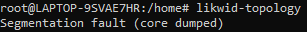 root@LAPTOP-9SVAE7HR:/home# likwid-topology
Segmentation fault (core dumped)